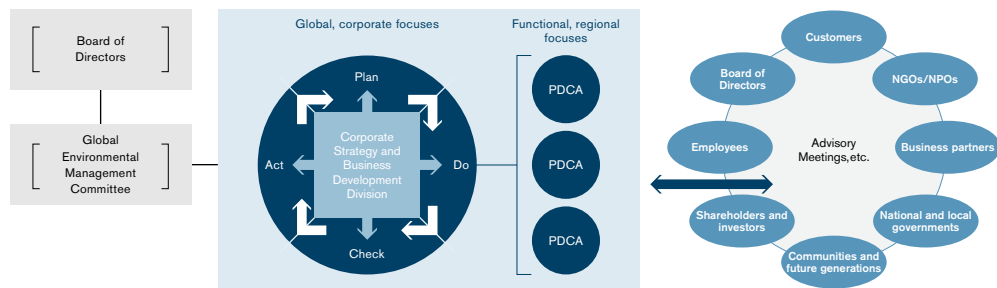 Board of
Directors
Global
Environmental
Management
Committee
Global, corporate focuses
Plan
Act
Corporate
Strategy and
Business
Development
Division
Do
Check
Functional, regional
focuses
PDCA
PDCA
PDCA
Customers
Board of
Directors
NGOs/NPOs
Employees
Advisory
Meetings,etc.
Business partners
Shareholders and
investors
National and local
governments
Communities and
future generations